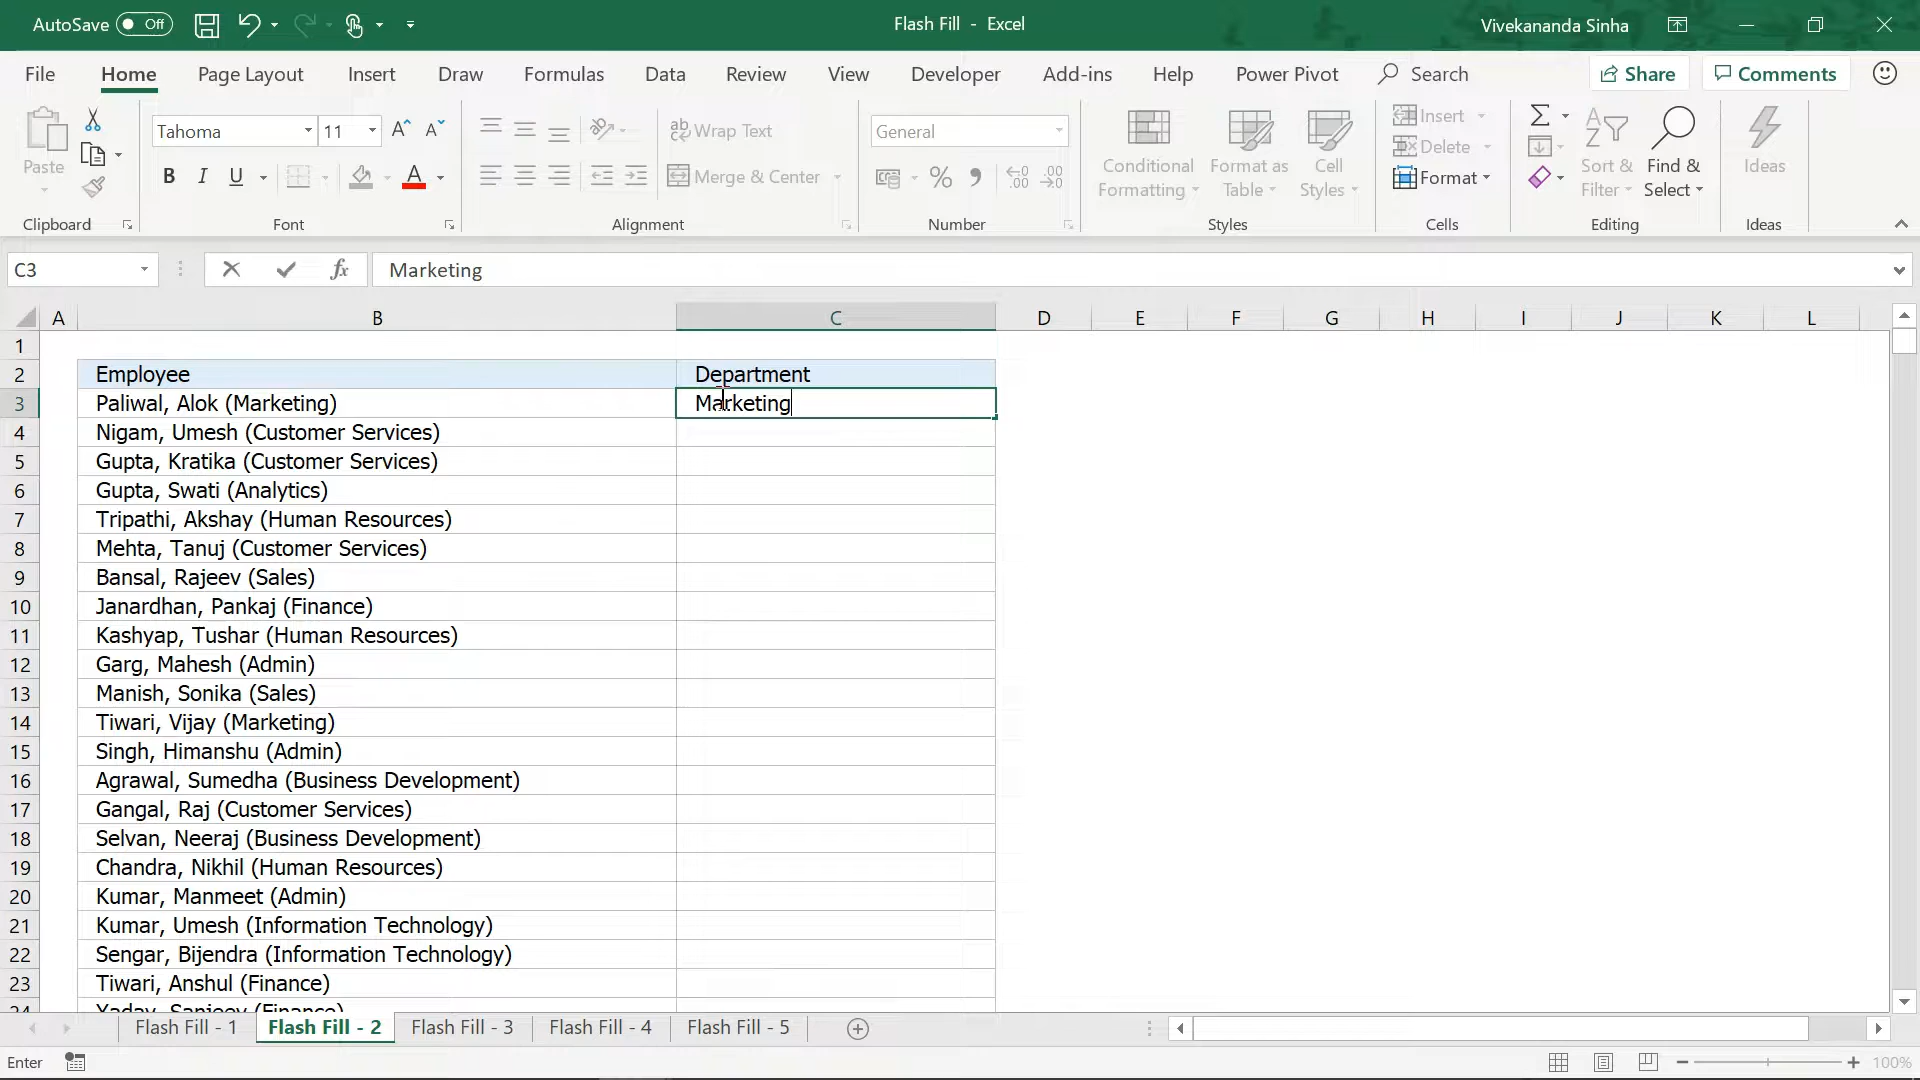 AutoSave Off Flash Fill - Excel Vivekananda Sinha
File Home Page Layout Insert Draw Formulas Data Review View Developer Add-ins Help Power Pivot Search Share Comments
Paste
Clipboard
Tahoma 11
B I U A
Font
ab Wrap Text
Merge & Center
Alignment
General
% , .00
Number
Conditional Formatting
Format as Table
Cell Styles
Styles
Insert
Delete
Format
Cells
Sort & Filter
Find & Select
Editing
Ideas
Ideas
C3 fx Marketing
A B C D E F G H I J K L
1
2 Employee Department
3 Paliwal, Alok (Marketing) Marketing
4 Nigam, Umesh (Customer Services)
5 Gupta, Kratika (Customer Services)
6 Gupta, Swati (Analytics)
7 Tripathi, Akshay (Human Resources)
8 Mehta, Tanuj (Customer Services)
9 Bansal, Rajeev (Sales)
10 Janardhan, Pankaj (Finance)
11 Kashyap, Tushar (Human Resources)
12 Garg, Mahesh (Admin)
13 Manish, Sonika (Sales)
14 Tiwari, Vijay (Marketing)
15 Singh, Himanshu (Admin)
16 Agrawal, Sumedha (Business Development)
17 Gangal, Raj (Customer Services)
18 Selvan, Neeraj (Business Development)
19 Chandra, Nikhil (Human Resources)
20 Kumar, Manmeet (Admin)
21 Kumar, Umesh (Information Technology)
22 Sengar, Bijendra (Information Technology)
23 Tiwari, Anshul (Finance)
24 Yadav, Sanjeev (Finance)
Flash Fill - 1 Flash Fill - 2 Flash Fill - 3 Flash Fill - 4 Flash Fill - 5
Enter 100%